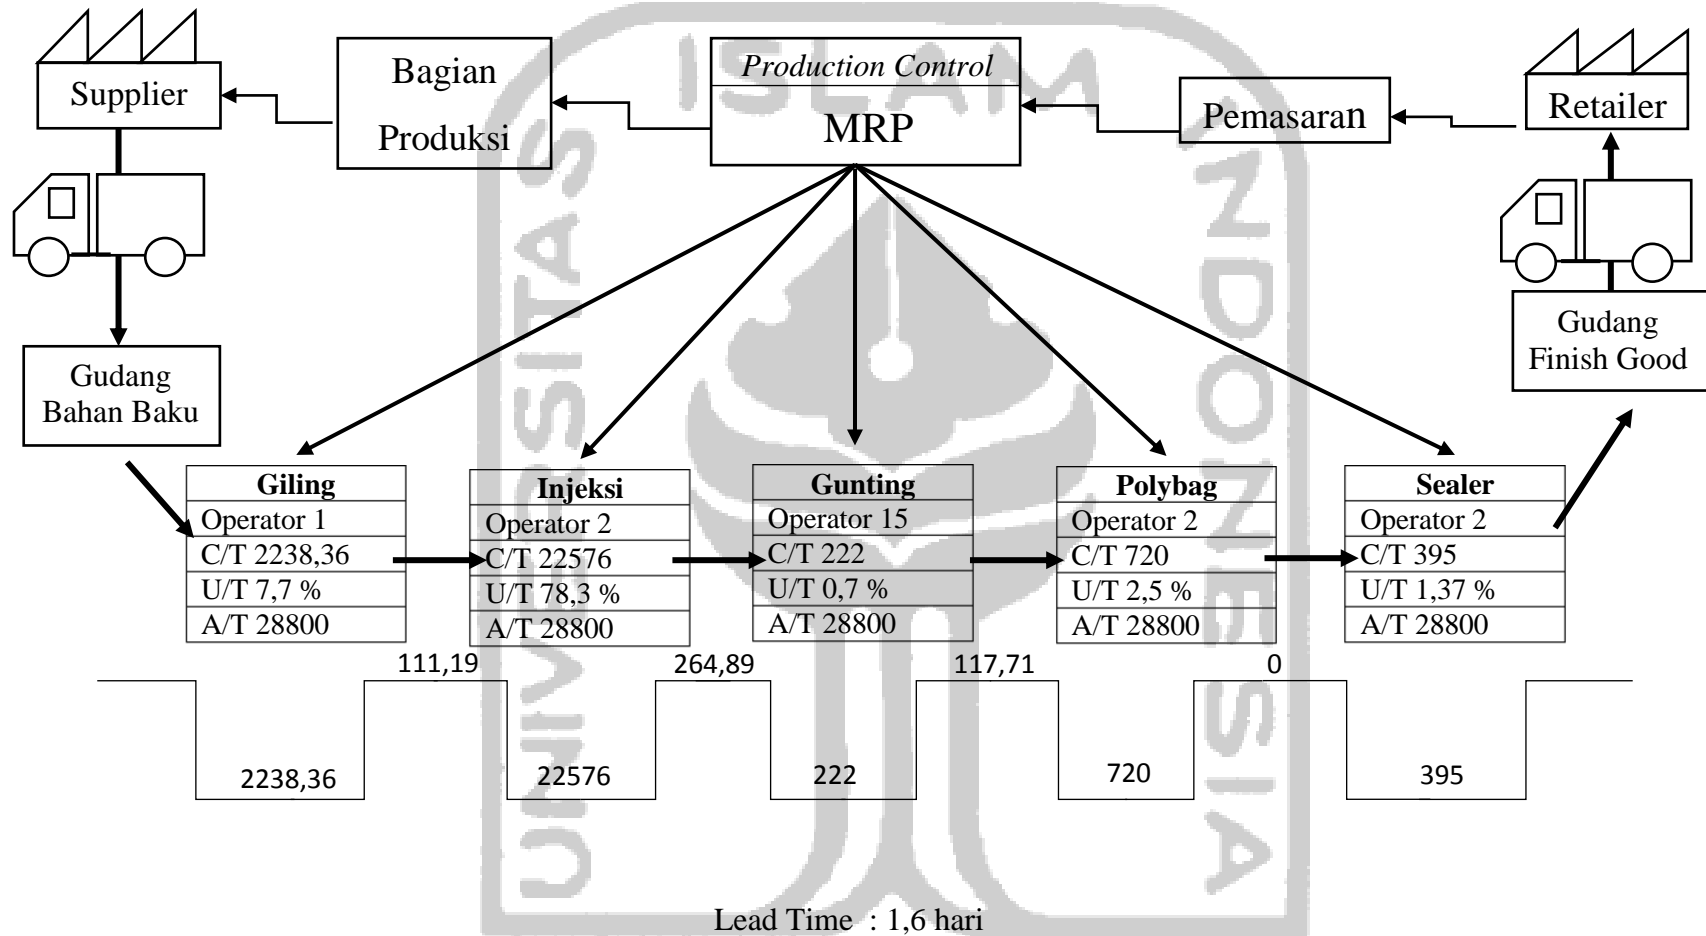 Supplier
Bagian
Produksi
Production Control
MRP
Pemasaran
Retailer
Gudang
Bahan Baku
Gudang
Finish Good
Giling
Operator 1
C/T 2238,36
U/T 7,7 %
A/T 28800
Injeksi
Operator 2
C/T 22576
U/T 78,3 %
A/T 28800
Gunting
Operator 15
C/T 222
U/T 0,7 %
A/T 28800
Polybag
Operator 2
C/T 720
U/T 2,5 %
A/T 28800
Sealer
Operator 2
C/T 395
U/T 1,37 %
A/T 28800
111,19
264,89
117,71
0
2238,36
22576
222
720
395
Lead Time : 1,6 hari
UNIVERSITAS
ISLAM
INDONESIA